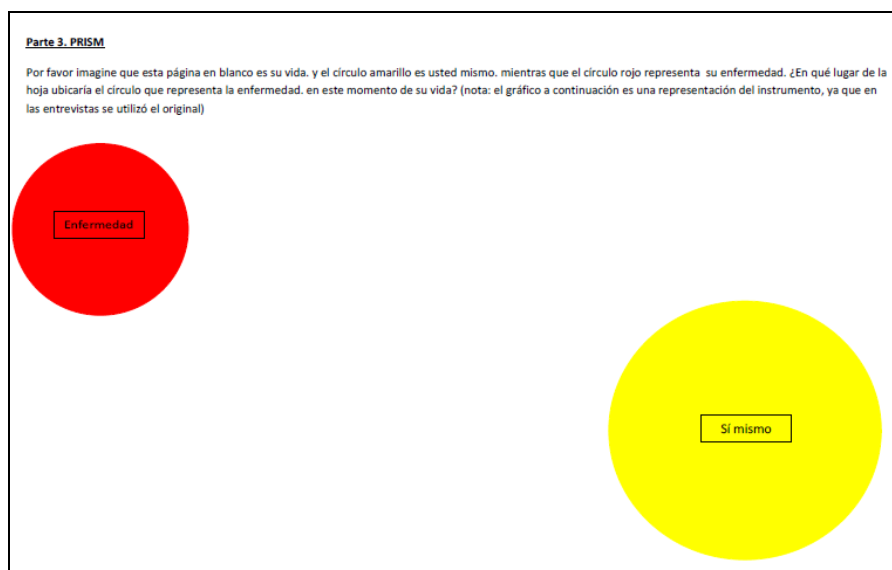 Parte 3. PRISM
Por favor imagine que esta página en blanco es su vida. y el círculo amarillo es usted mismo. mientras que el círculo rojo representa su enfermedad. ¿En qué lugar de la
hoja ubicaría el círculo que representa la enfermedad. en este momento de su vida? (nota: el gráfico a continuación es una representación del instrumento, ya que en
las entrevistas se utilizó el original)
Enfermedad
Sí mismo